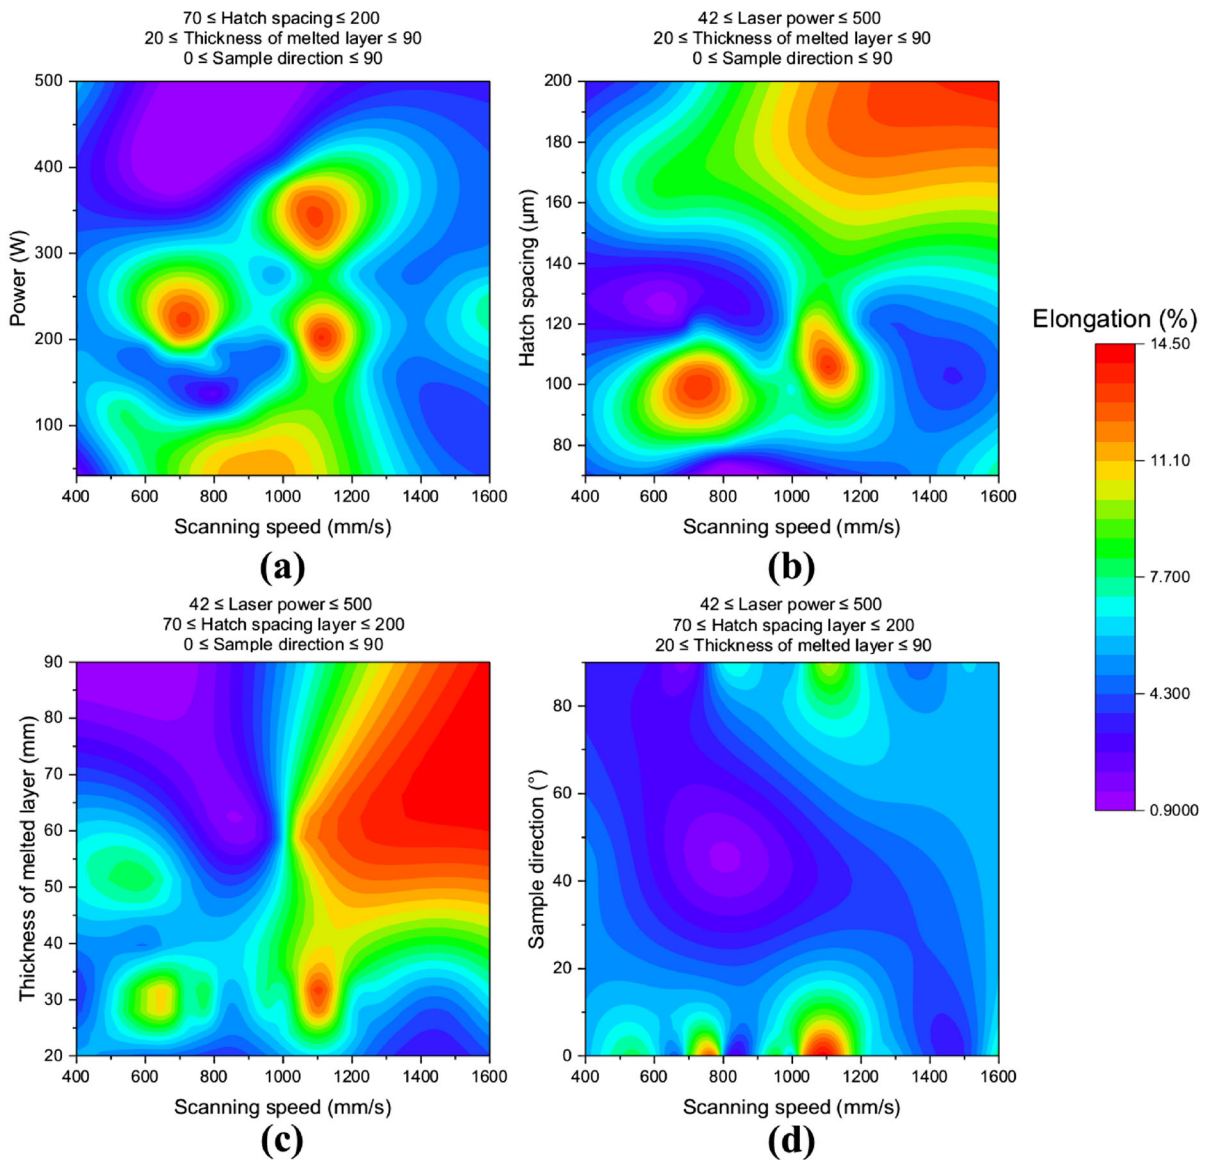 70 ≤ Hatch spacing ≤ 200
20 ≤ Thickness of melted layer ≤ 90
0 ≤ Sample direction ≤ 90
500
400
300
200
100
Power (W)
400 600 800 1000 1200 1400 1600
Scanning speed (mm/s)
(a)
42 ≤ Laser power ≤ 500
20 ≤ Thickness of melted layer ≤ 90
0 ≤ Sample direction ≤ 90
200
180
160
140
120
100
80
Hatch spacing (μm)
400 600 800 1000 1200 1400 1600
Scanning speed (mm/s)
(b)
Elongation (%)
14.50
11.10
7.700
4.300
0.9000
42 ≤ Laser power ≤ 500
70 ≤ Hatch spacing layer ≤ 200
0 ≤ Sample direction ≤ 90
90
80
70
60
50
40
30
20
Thickness of melted layer (mm)
400 600 800 1000 1200 1400 1600
Scanning speed (mm/s)
(c)
42 ≤ Laser power ≤ 500
70 ≤ Hatch spacing layer ≤ 200
20 ≤ Thickness of melted layer ≤ 90
80
60
40
20
0
Sample direction (°)
400 600 800 1000 1200 1400 1600
Scanning speed (mm/s)
(d)